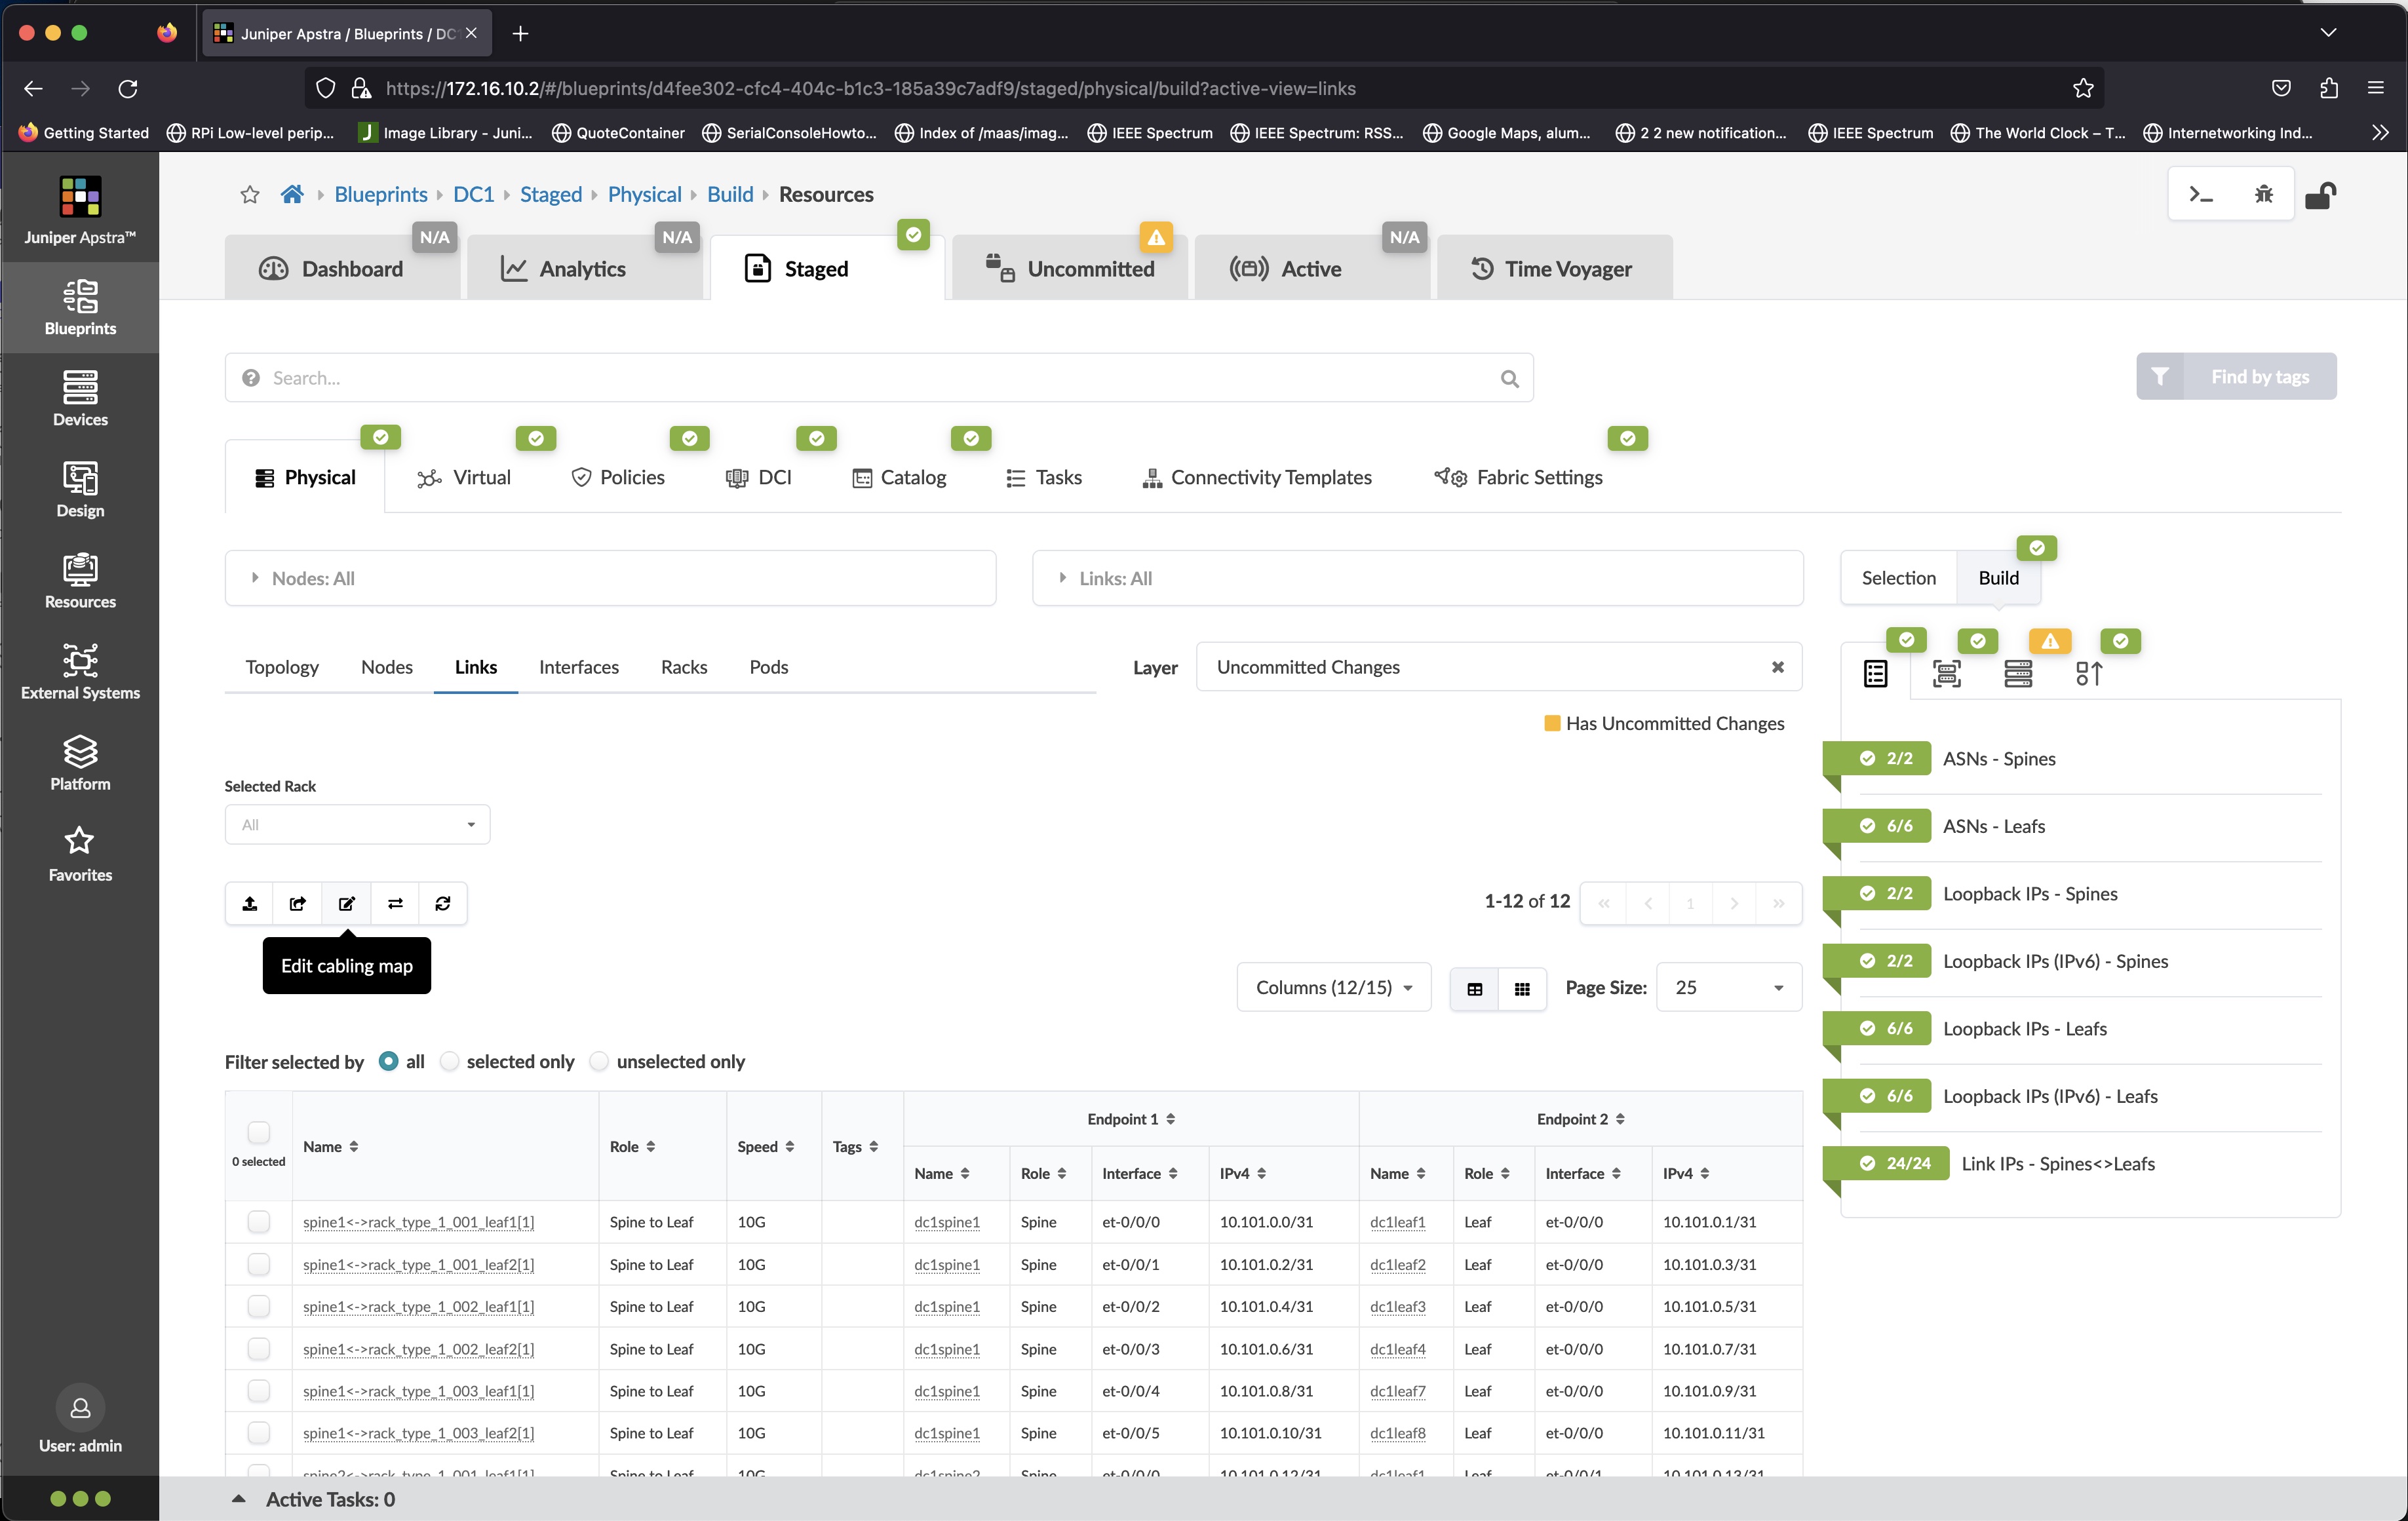 Juniper Apstra / Blueprints / DC
https://172.16.10.2/#/blueprints/d4fee302-cfc4-404c-b1c3-185a39c7adf9/staged/physical/build?active-view=links
Getting Started RPi Low-level perip... Image Library - Juni... QuoteContainer SerialConsoleHowto... Index of /maas/imag... IEEE Spectrum IEEE Spectrum: RSS... Google Maps, alum... 2 2 new notification... IEEE Spectrum The World Clock – T... Internetworking Ind...
Juniper Apstra™
Blueprints
Devices
Design
Resources
External Systems
Platform
Favorites
User: admin
Blueprints DC1 Staged Physical Build Resources
N/A N/A N/A
Dashboard Analytics Staged Uncommitted Active Time Voyager
Search...
Find by tags
Physical Virtual Policies DCI Catalog Tasks Connectivity Templates Fabric Settings
Nodes: All Links: All
Selection Build
Topology Nodes Links Interfaces Racks Pods
Layer Uncommitted Changes
Has Uncommitted Changes
Selected Rack
All
1-12 of 12 1
Edit cabling map
Columns (12/15) Page Size: 25
Filter selected by all selected only unselected only
0 selected Name Role Speed Tags Endpoint 1 Endpoint 2
Name Role Interface IPv4 Name Role Interface IPv4
spine1<->rack_type_1_001_leaf1[1] Spine to Leaf 10G dc1spine1 Spine et-0/0/0 10.101.0.0/31 dc1leaf1 Leaf et-0/0/0 10.101.0.1/31
spine1<->rack_type_1_001_leaf2[1] Spine to Leaf 10G dc1spine1 Spine et-0/0/1 10.101.0.2/31 dc1leaf2 Leaf et-0/0/0 10.101.0.3/31
spine1<->rack_type_1_002_leaf1[1] Spine to Leaf 10G dc1spine1 Spine et-0/0/2 10.101.0.4/31 dc1leaf3 Leaf et-0/0/0 10.101.0.5/31
spine1<->rack_type_1_002_leaf2[1] Spine to Leaf 10G dc1spine1 Spine et-0/0/3 10.101.0.6/31 dc1leaf4 Leaf et-0/0/0 10.101.0.7/31
spine1<->rack_type_1_003_leaf1[1] Spine to Leaf 10G dc1spine1 Spine et-0/0/4 10.101.0.8/31 dc1leaf7 Leaf et-0/0/0 10.101.0.9/31
spine1<->rack_type_1_003_leaf2[1] Spine to Leaf 10G dc1spine1 Spine et-0/0/5 10.101.0.10/31 dc1leaf8 Leaf et-0/0/0 10.101.0.11/31
spine2<->rack_type_1_001_leaf1[1] Spine to Leaf 10G dc1spine2 Spine et-0/0/0 10.101.0.12/31 dc1leaf1 Leaf et-0/0/1 10.101.0.13/31
2/2 ASNs - Spines
6/6 ASNs - Leafs
2/2 Loopback IPs - Spines
2/2 Loopback IPs (IPv6) - Spines
6/6 Loopback IPs - Leafs
6/6 Loopback IPs (IPv6) - Leafs
24/24 Link IPs - Spines<>Leafs
Active Tasks: 0